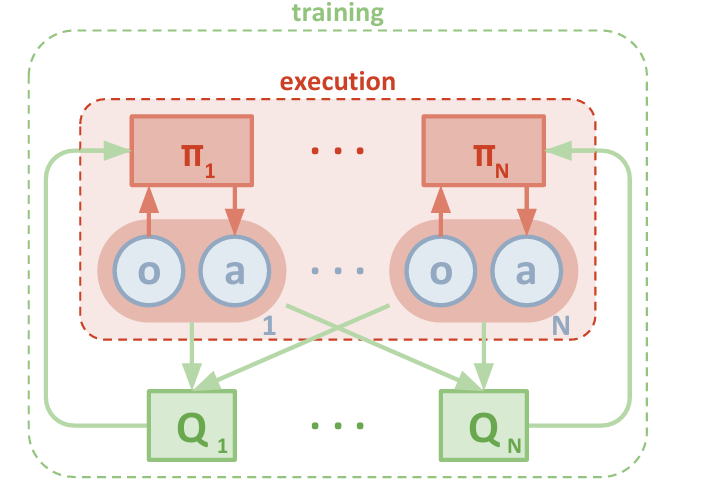 training
execution
π1 ... πN
o a ... o a
1 N
Q1 ... QN